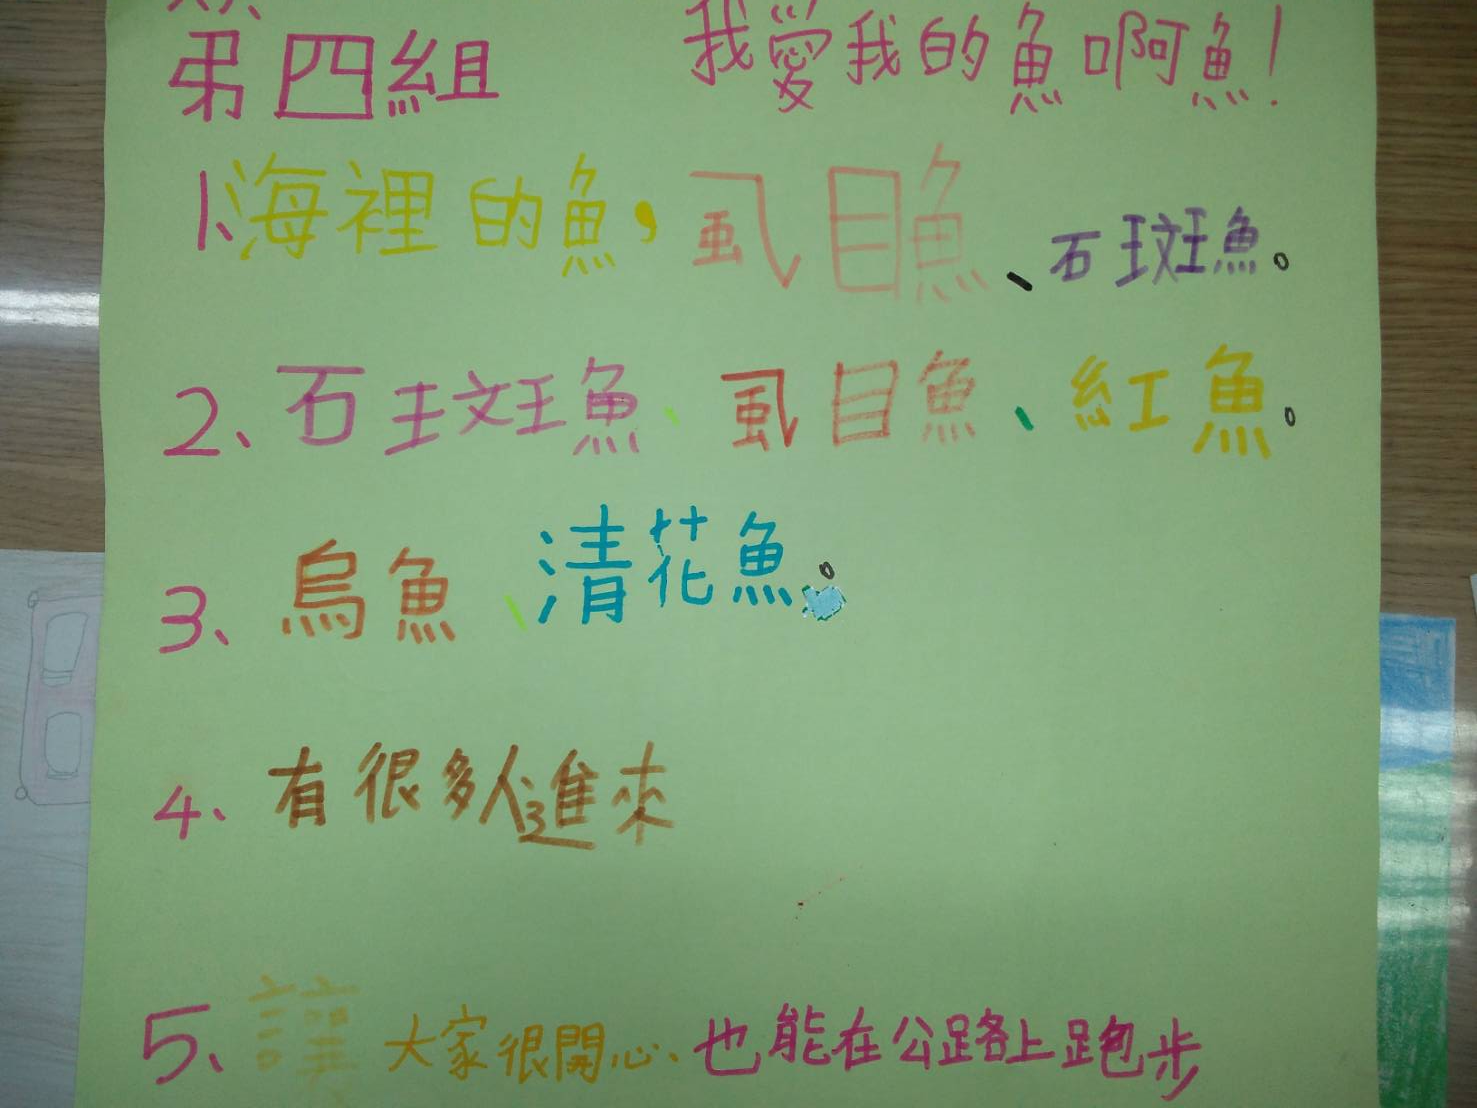 第四組 我愛我的魚啊魚!
1、海裡的魚,虱目魚、石斑魚。
2、石斑魚、虱目魚、紅魚。
3、烏魚、清花魚。
4、有很多人進來
5、讓大家很開心、也能在公路上跑步